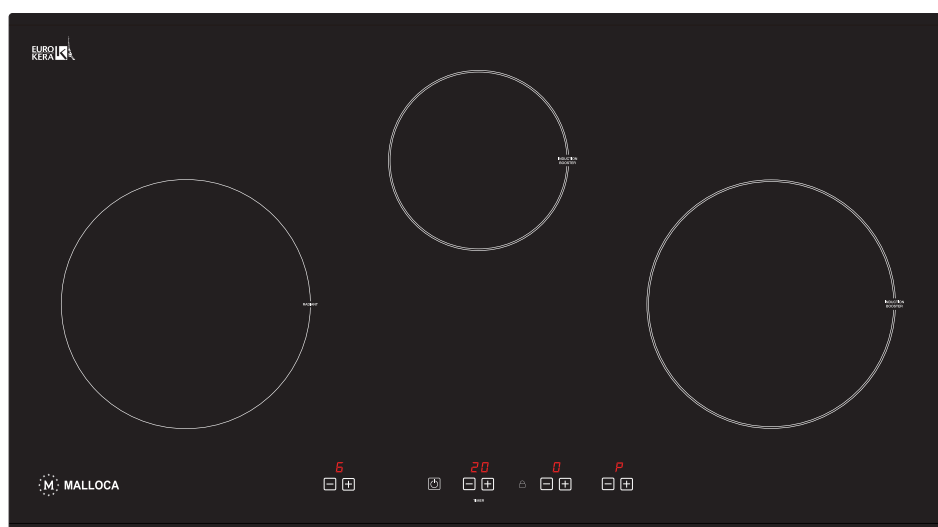 EURO
KERA K
INDUCTION
BOOSTER
RADIANT
INDUCTION
BOOSTER
6 20 0 P
M MALLOCA
TIMER